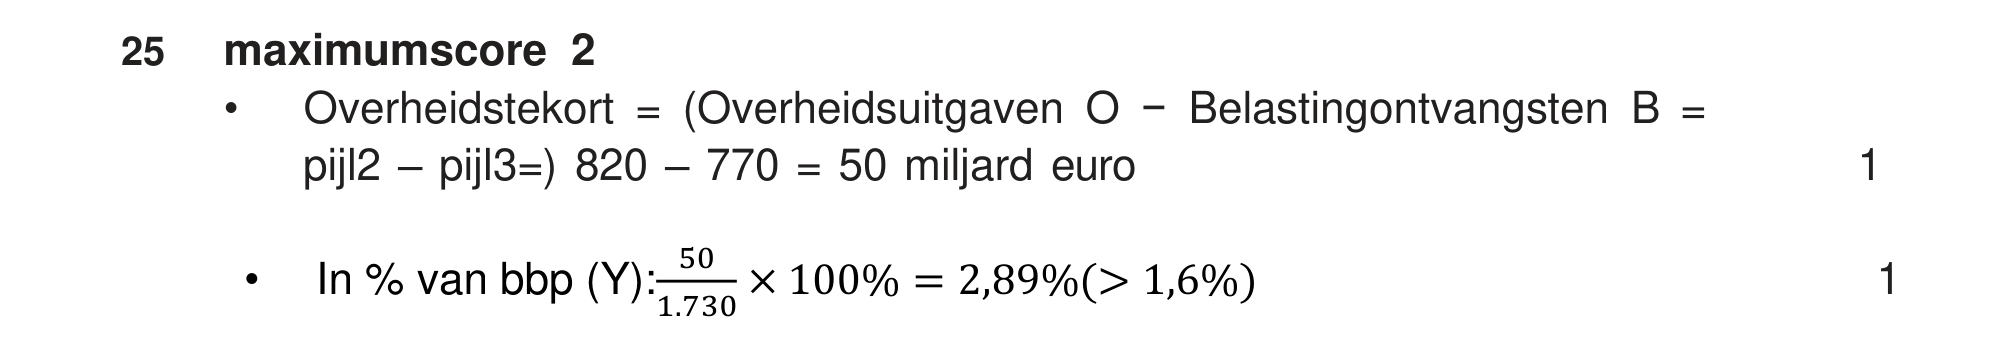 25 maximumscore 2
• Overheidstekort = (Overheidsuitgaven O − Belastingontvangsten B =
pijl2 – pijl3=) 820 – 770 = 50 miljard euro 1
• In % van bbp (Y): 50/1.730 × 100% = 2,89%(> 1,6%) 1